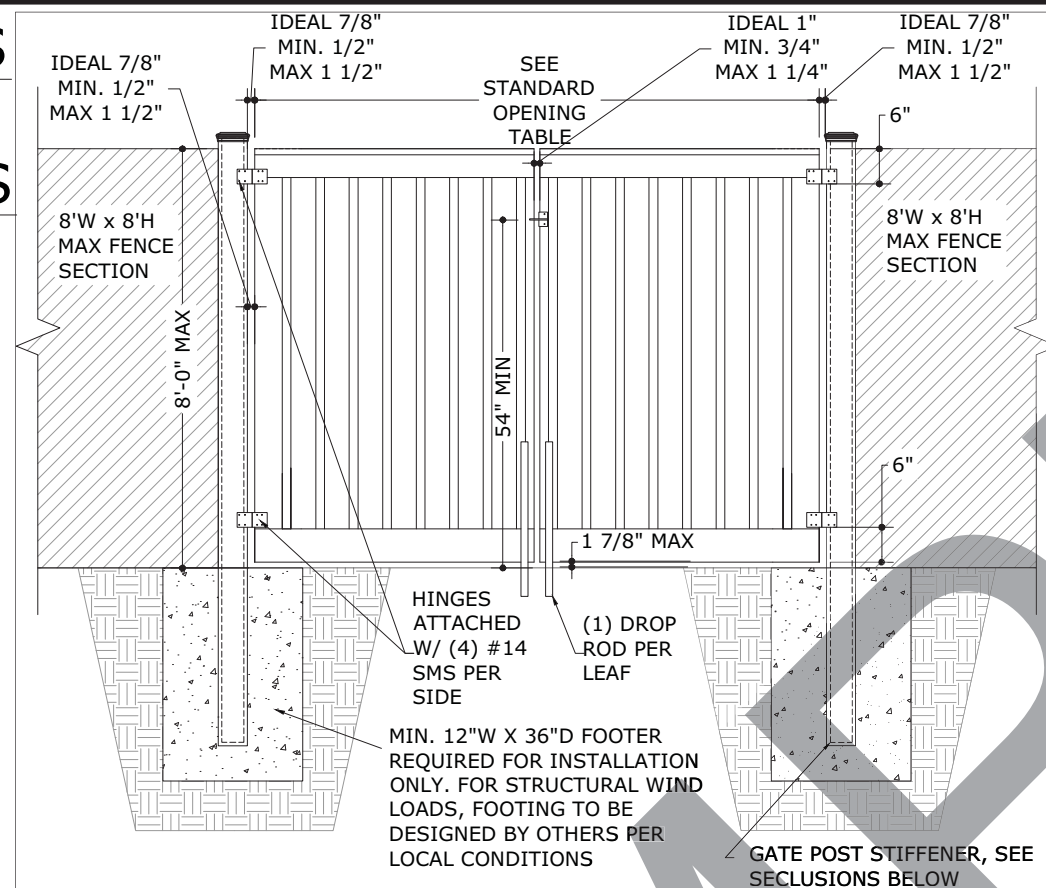 IDEAL 7/8"
MIN. 1/2"
MAX 1 1/2"
IDEAL 7/8"
MIN. 1/2"
MAX 1 1/2"
SEE
STANDARD
OPENING
TABLE
IDEAL 1"
MIN. 3/4"
MAX 1 1/4"
IDEAL 7/8"
MIN. 1/2"
MAX 1 1/2"
6"
8'W x 8'H
MAX FENCE
SECTION
8'W x 8'H
MAX FENCE
SECTION
8'-0" MAX
54" MIN
6"
1 7/8" MAX
HINGES
ATTACHED
W/ (4) #14
SMS PER
SIDE
(1) DROP
ROD PER
LEAF
MIN. 12"W X 36"D FOOTER
REQUIRED FOR INSTALLATION
ONLY. FOR STRUCTURAL WIND
LOADS, FOOTING TO BE
DESIGNED BY OTHERS PER
LOCAL CONDITIONS
GATE POST STIFFENER, SEE
SECLUSIONS BELOW